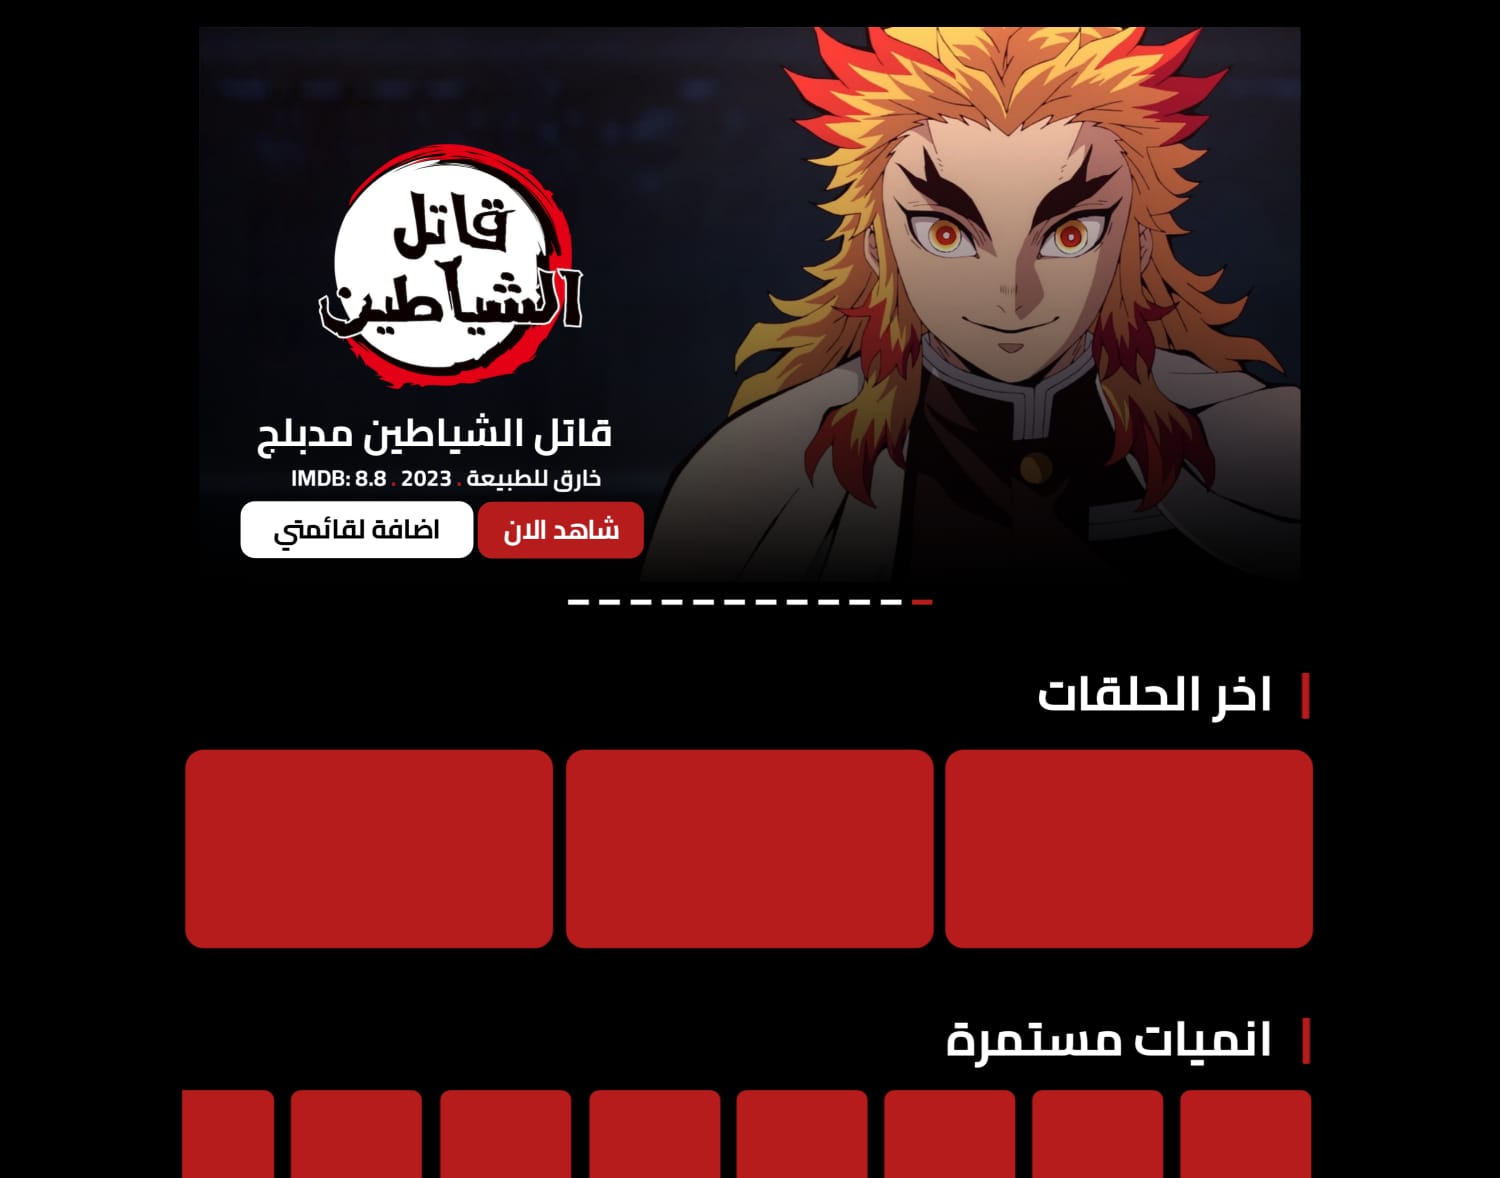 قاتل
الشياطين
قاتل الشياطين مدبلج
خارق للطبيعة . 2023 . IMDB: 8.8
شاهد الان
اضافة لقائمتي
اخر الحلقات
انميات مستمرة